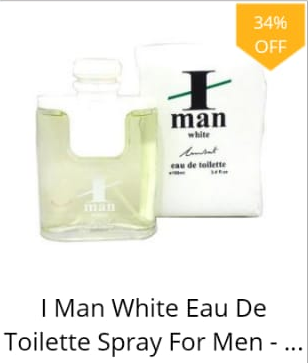 34%
OFF
I
man
white
eau de toilette
I
man
I Man White Eau De
Toilette Spray For Men - ...